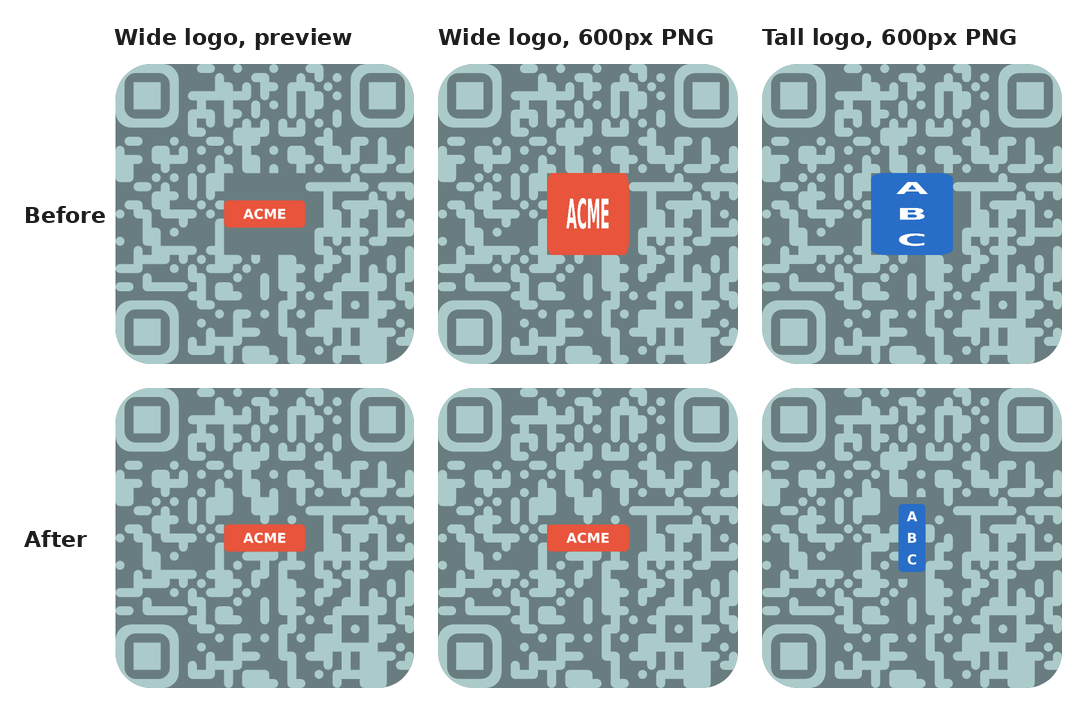 Wide logo, preview
Wide logo, 600px PNG
Tall logo, 600px PNG
Before
ACME
ACME
A
B
C
After
ACME
ACME
A
B
C